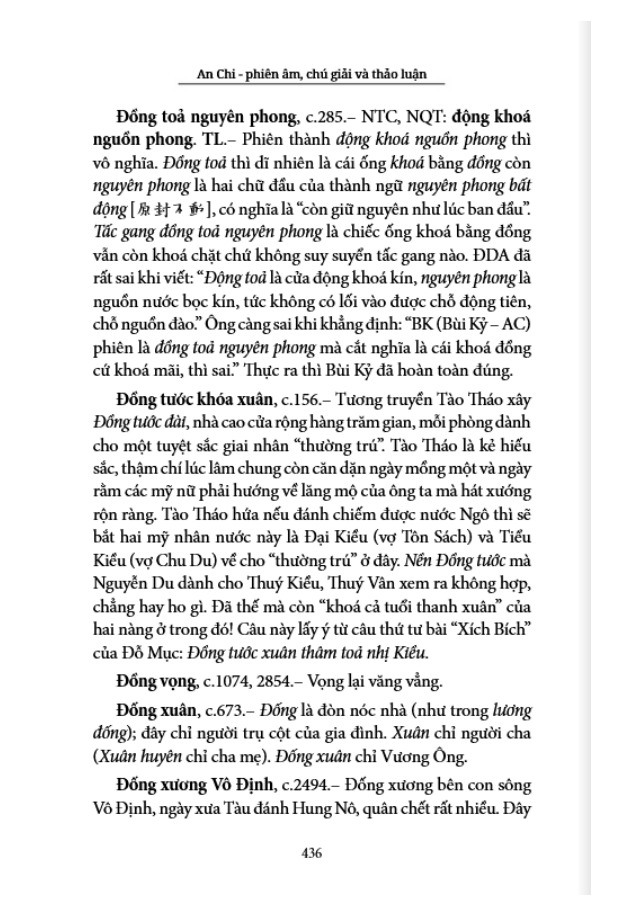 An Chi - phiên âm, chú giải và thảo luận
Đồng toả nguyên phong, c.285.– NTC, NQT: động khoá
nguồn phong. TL.– Phiên thành động khoá nguồn phong thì
vô nghĩa. Đồng toả thì dĩ nhiên là cái ống khoá bằng đồng còn
nguyên phong là hai chữ đầu của thành ngữ nguyên phong bất
động [原封不動], có nghĩa là “còn giữ nguyên như lúc ban đầu”.
Tấc gang đồng toả nguyên phong là chiếc ống khoá bằng đồng
vẫn còn khoá chặt chứ không suy suyển tấc gang nào. ĐDA đã
rất sai khi viết: “Động toả là cửa động khoá kín, nguyên phong là
nguồn nước bọc kín, tức không có lối vào được chỗ động tiên,
chỗ nguồn đào.” Ông càng sai khi khẳng định: “BK (Bùi Kỷ – AC)
phiên là đồng toả nguyên phong mà cắt nghĩa là cái khoá đồng
cứ khoá mãi, thì sai.” Thực ra thì Bùi Kỷ đã hoàn toàn đúng.
Đồng tước khóa xuân, c.156.– Tương truyền Tào Tháo xây
Đồng tước đài, nhà cao cửa rộng hàng trăm gian, mỗi phòng dành
cho một tuyệt sắc giai nhân “thường trú”. Tào Tháo là kẻ hiếu
sắc, thậm chí lúc lâm chung còn căn dặn ngày mồng một và ngày
rằm các mỹ nữ phải hướng về lăng mộ của ông ta mà hát xướng
rộn ràng. Tào Tháo hứa nếu đánh chiếm được nước Ngô thì sẽ
bắt hai mỹ nhân nước này là Đại Kiều (vợ Tôn Sách) và Tiểu
Kiều (vợ Chu Du) về cho “thường trú” ở đây. Nền Đồng tước mà
Nguyễn Du dành cho Thuý Kiều, Thuý Vân xem ra không hợp,
chẳng hay ho gì. Đã thế mà còn “khoá cả tuổi thanh xuân” của
hai nàng ở trong đó! Câu này lấy ý từ câu thứ tư bài “Xích Bích”
của Đỗ Mục: Đồng tước xuân thâm toả nhị Kiều.
Đồng vọng, c.1074, 2854.– Vọng lại văng vẳng.
Đống xuân, c.673.– Đống là đòn nóc nhà (như trong lương
đống); đây chỉ người trụ cột của gia đình. Xuân chỉ người cha
(Xuân huyên chỉ cha mẹ). Đống xuân chỉ Vương Ông.
Đống xương Vô Định, c.2494.– Đống xương bên con sông
Vô Định, ngày xưa Tàu đánh Hung Nô, quân chết rất nhiều. Đây
436